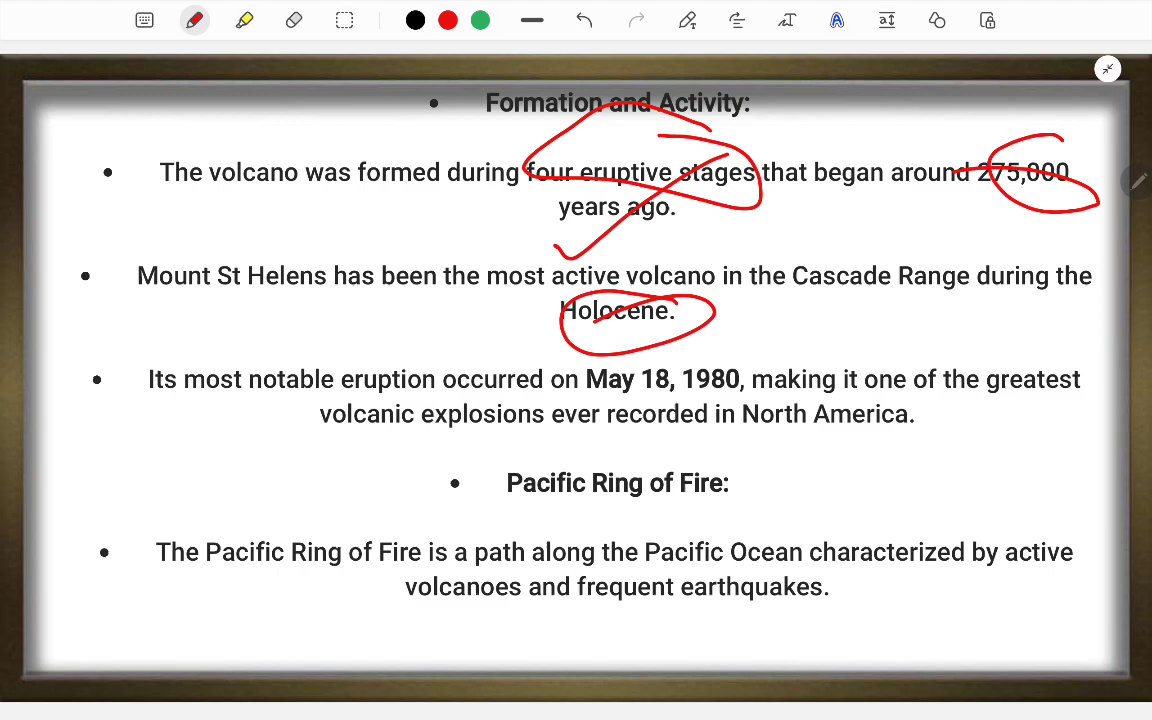 • Formation and Activity:
• The volcano was formed during four eruptive stages that began around 275,000
years ago.
• Mount St Helens has been the most active volcano in the Cascade Range during the
Holocene.
• Its most notable eruption occurred on May 18, 1980, making it one of the greatest
volcanic explosions ever recorded in North America.
• Pacific Ring of Fire:
• The Pacific Ring of Fire is a path along the Pacific Ocean characterized by active
volcanoes and frequent earthquakes.